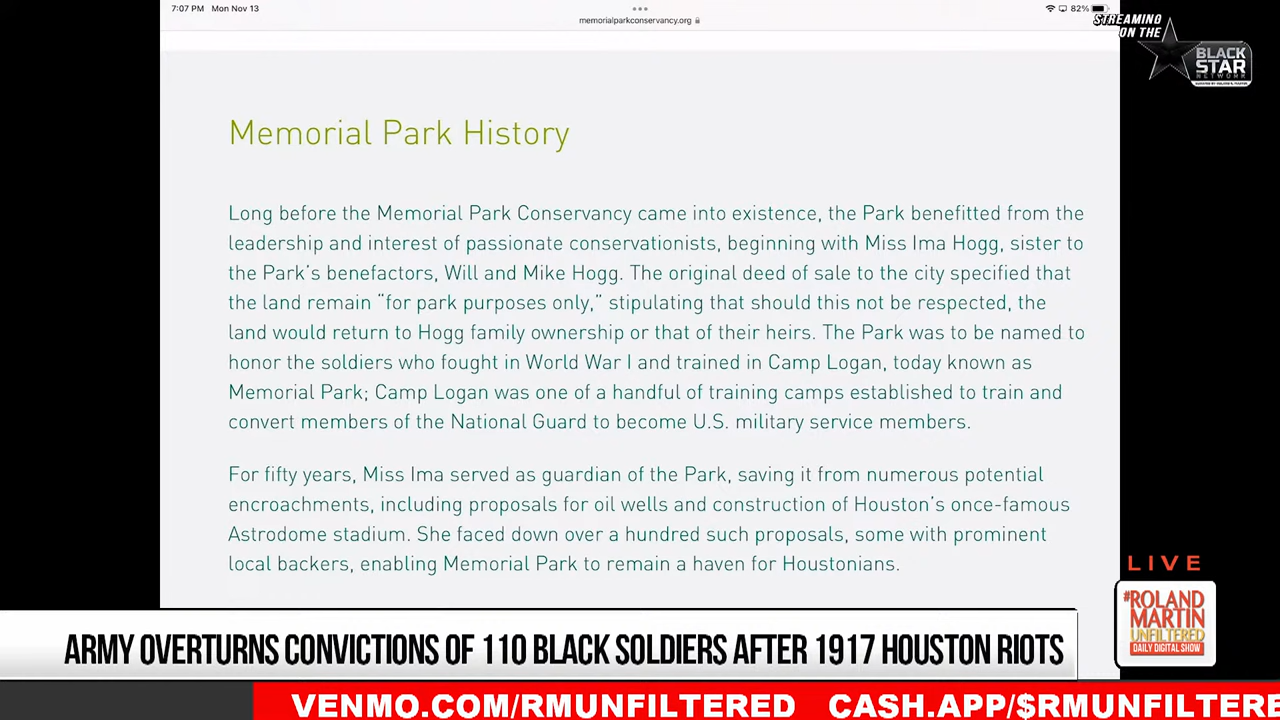 7:07 PM Mon Nov 13
memorialparkconservancy.org
82%
STREAMING
ON THE
BLACK
STAR
NETWORK
Memorial Park History
Long before the Memorial Park Conservancy came into existence, the Park benefitted from the
leadership and interest of passionate conservationists, beginning with Miss Ima Hogg, sister to
the Park's benefactors, Will and Mike Hogg. The original deed of sale to the city specified that
the land remain “for park purposes only,” stipulating that should this not be respected, the
land would return to Hogg family ownership or that of their heirs. The Park was to be named to
honor the soldiers who fought in World War I and trained in Camp Logan, today known as
Memorial Park; Camp Logan was one of a handful of training camps established to train and
convert members of the National Guard to become U.S. military service members.
For fifty years, Miss Ima served as guardian of the Park, saving it from numerous potential
encroachments, including proposals for oil wells and construction of Houston's once-famous
Astrodome stadium. She faced down over a hundred such proposals, some with prominent
local backers, enabling Memorial Park to remain a haven for Houstonians.
LIVE
#ROLAND
MARTIN
UNFILTERED
DAILY DIGITAL SHOW
ARMY OVERTURNS CONVICTIONS OF 110 BLACK SOLDIERS AFTER 1917 HOUSTON RIOTS
VENMO.COM/RMUNFILTERED CASH.APP/$RMUNFILTERE